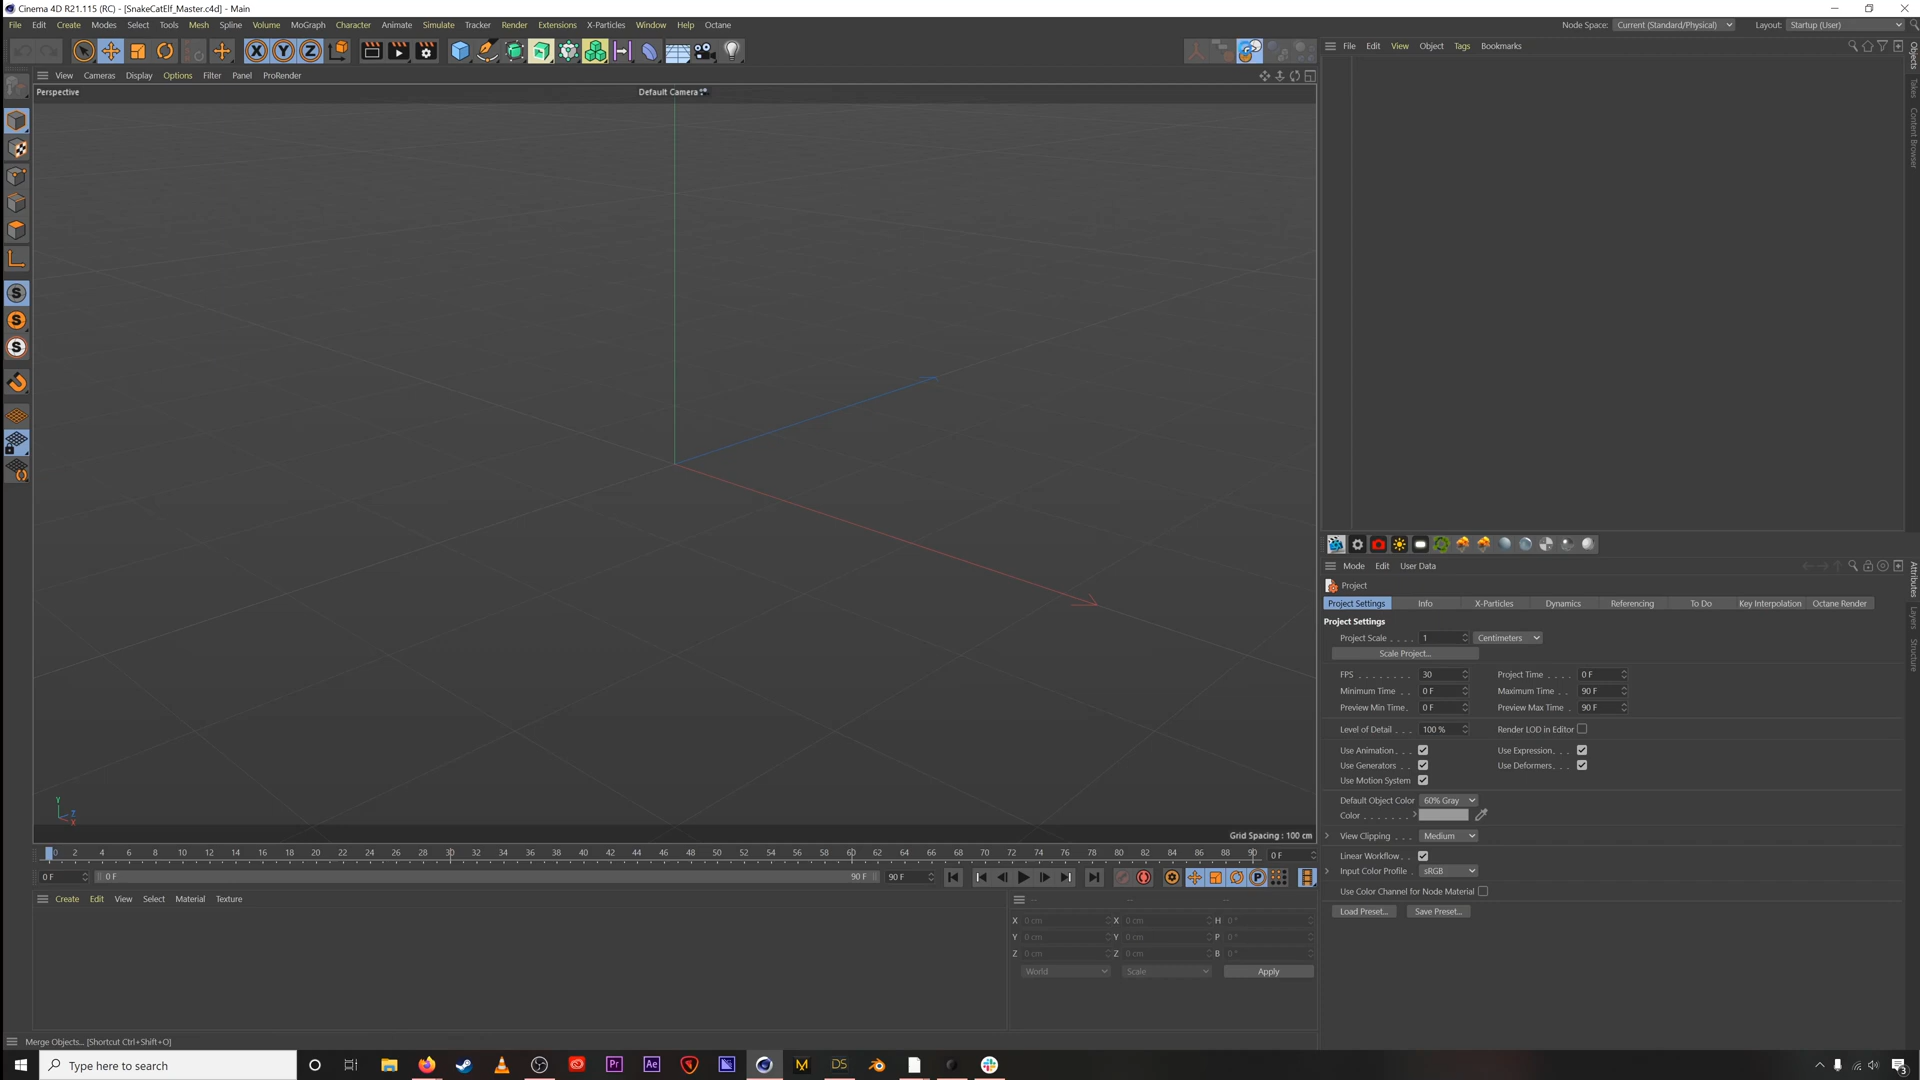 Cinema 4D R21.115 (RC) - [SnakeCatElf_Master.c4d] - Main
File Edit Create Modes Select Tools Mesh Spline Volume MoGraph Character Animate Simulate Tracker Render Extensions X-Particles Window Help Octane Node Space: Current (Standard/Physical) Layout: Startup (User)
X Y Z
File Edit View Object Tags Bookmarks
View Cameras Display Options Filter Panel ProRender
Perspective
Default Camera
Objects
Takes
Content Browser
S
S
S
Mode Edit User Data
Project
Project Settings Info X-Particles Dynamics Referencing To Do Key Interpolation Octane Render
Project Settings
Project Scale . . . . 1 Centimeters
Scale Project...
FPS . . . . . . . . 30 Project Time . . . . 0 F
Minimum Time . . 0 F Maximum Time . . 90 F
Preview Min Time . 0 F Preview Max Time . 90 F
Level of Detail . . . 100 % Render LOD in Editor
Use Animation. . . Use Expression. . .
Use Generators . . Use Deformers. . .
Use Motion System
Default Object Color 60% Gray
Color . . . . . . .
View Clipping . . . Medium
Linear Workflow. .
Input Color Profile . sRGB
Use Color Channel for Node Material
Load Preset... Save Preset...
Attributes
Layers
Structure
Y
Z
X
Grid Spacing : 100 cm
0 2 4 6 8 10 12 14 16 18 20 22 24 26 28 30 32 34 36 38 40 42 44 46 48 50 52 54 56 58 60 62 64 66 68 70 72 74 76 78 80 82 84 86 88 90 0 F
0 F 0 F 90 F 90 F P
Create Edit View Select Material Texture
-- -- --
X 0 cm X 0 cm H 0 °
Y 0 cm Y 0 cm P 0 °
Z 0 cm Z 0 cm B 0 °
World Scale Apply
Merge Objects... [Shortcut Ctrl+Shift+O]
Type here to search
Pr Ae M DS 3